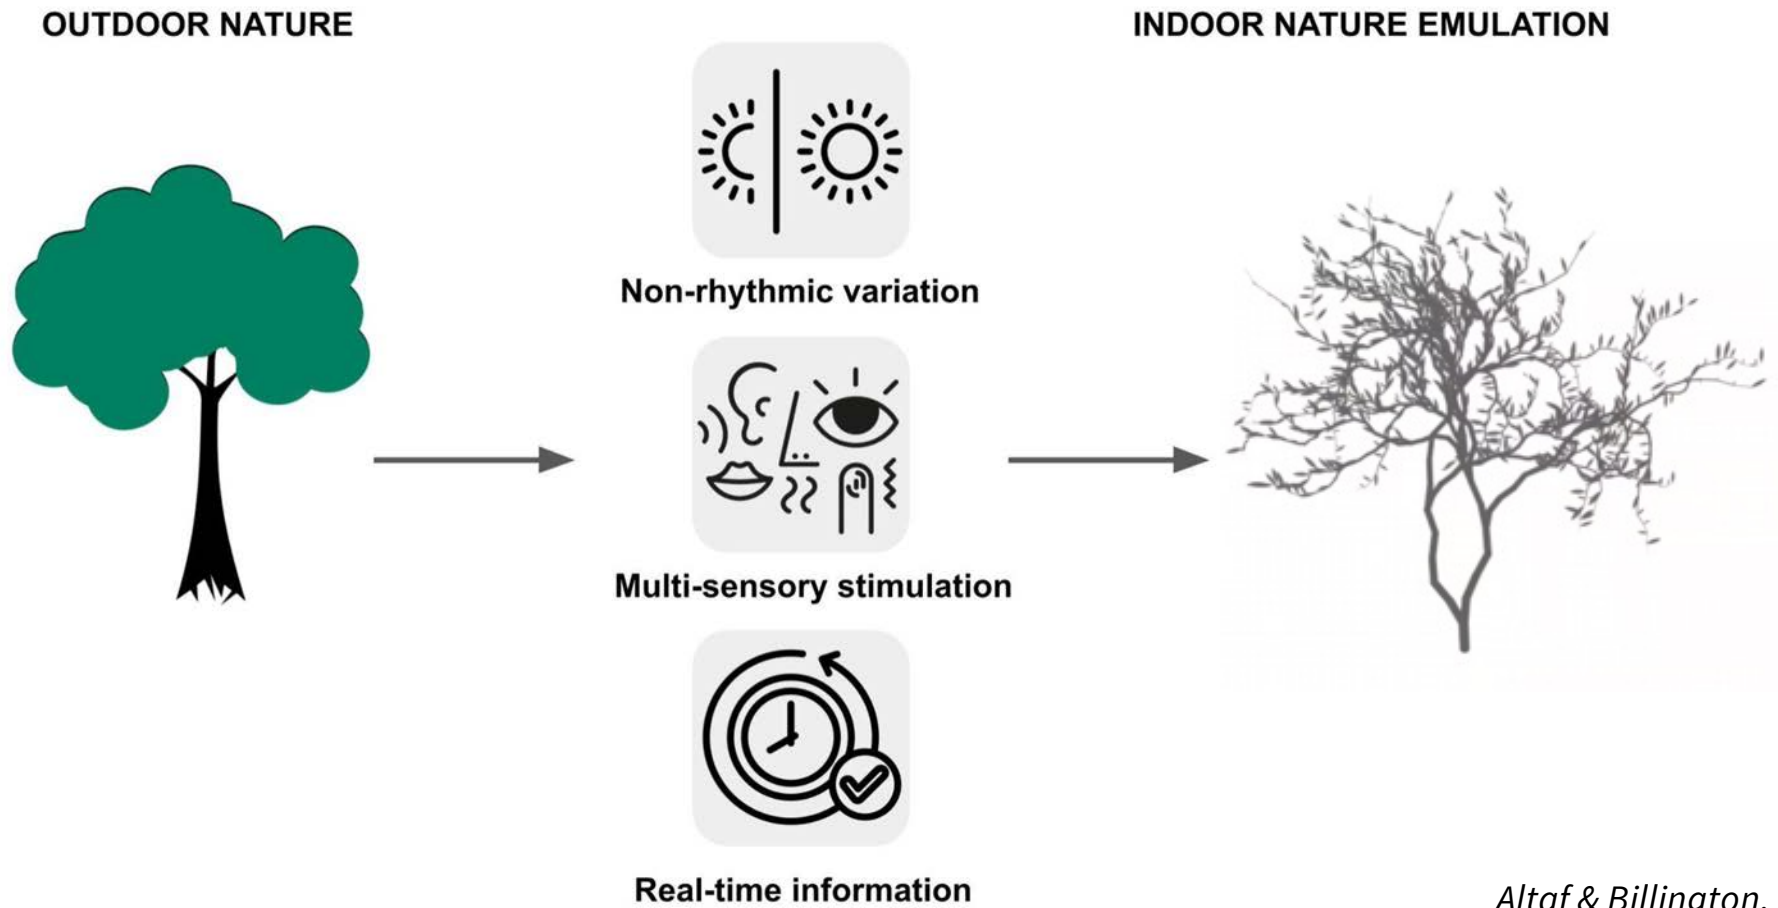 OUTDOOR NATURE
INDOOR NATURE EMULATION
Non-rhythmic variation
Multi-sensory stimulation
Real-time information
Altaf & Billington.